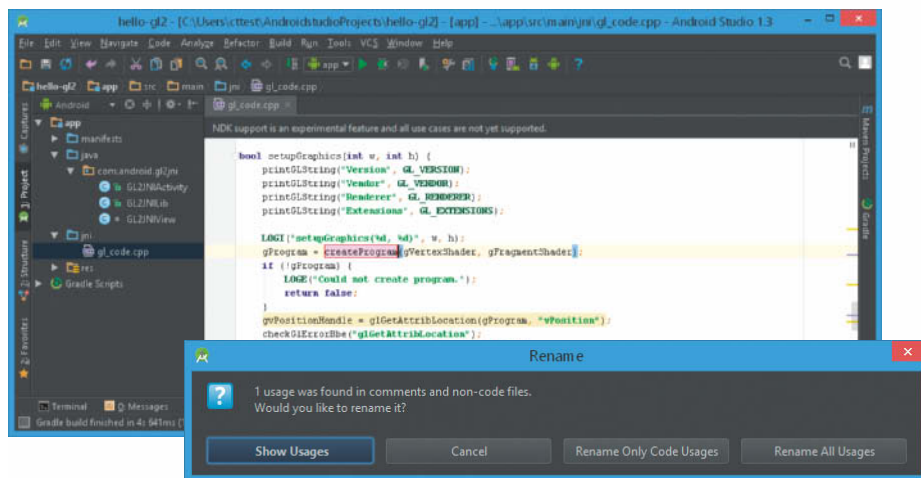 hello-gl2 - [C:\Users\cttest\AndroidstudioProjects\hello-gl2] - [app] - ...\app\src\main\jni\gl_code.cpp - Android Studio 1.3
File Edit View Navigate Code Analyze Refactor Build Run Tools VCS Window Help
app
hello-gl2 app src main jni gl_code.cpp
Android
gl_code.cpp
NDK support is an experimental feature and all use cases are not yet supported.
Captures
1: Project
2: Structure
2: Favorites
app
manifests
java
com.android.gl2jni
GL2JNIActivity
GL2JNILib
GL2JNIView
jni
gl_code.cpp
res
Gradle Scripts
bool setupGraphics(int w, int h) {
printGLString("Version", GL_VERSION);
printGLString("Vendor", GL_VENDOR);
printGLString("Renderer", GL_RENDERER);
printGLString("Extensions", GL_EXTENSIONS);
LOGI("setupGraphics(%d, %d)", w, h);
gProgram = createProgram(gVertexShader, gFragmentShader);
if (!gProgram) {
LOGE("Could not create program.");
return false;
}
gvPositionHandle = glGetAttribLocation(gProgram, "vPosition");
checkGlErrorHbe("glGetAttribLocation");
Maven Projects
Gradle
Terminal 0: Messages
Gradle build finished in 4s 641ms
Rename
1 usage was found in comments and non-code files.
Would you like to rename it?
Show Usages
Cancel
Rename Only Code Usages
Rename All Usages